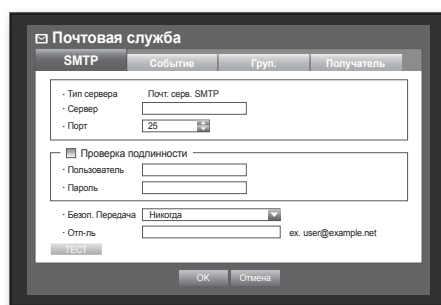 Почтовая служба
SMTP Событие Груп. Получатель
· Тип сервера Почт. серв. SMTP
· Сервер
· Порт 25
Проверка подлинности
· Пользователь
· Пароль
· Безоп. Передача Никогда
· Отп-ль ex. user@example.net
ТЕСТ
OK Отмена